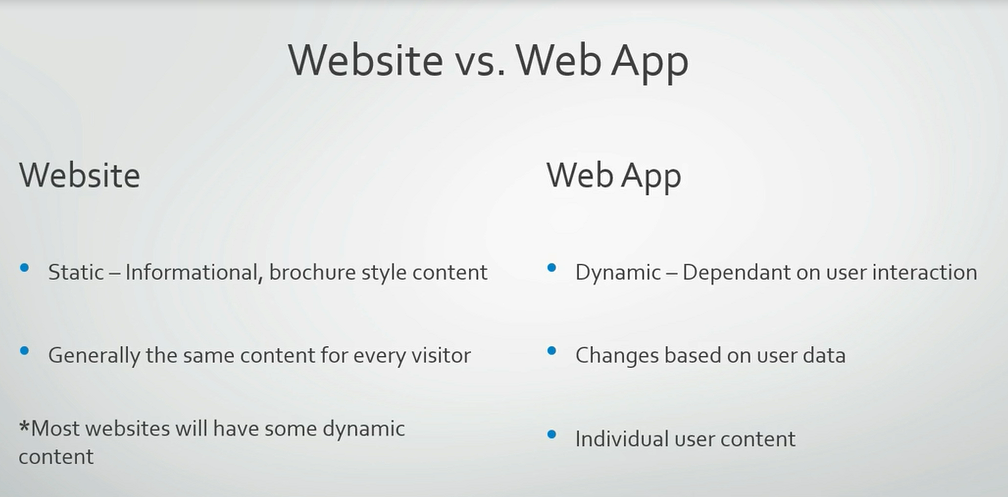 Website vs. Web App
Website
• Static – Informational, brochure style content
• Generally the same content for every visitor
*Most websites will have some dynamic
content
Web App
• Dynamic – Dependant on user interaction
• Changes based on user data
• Individual user content